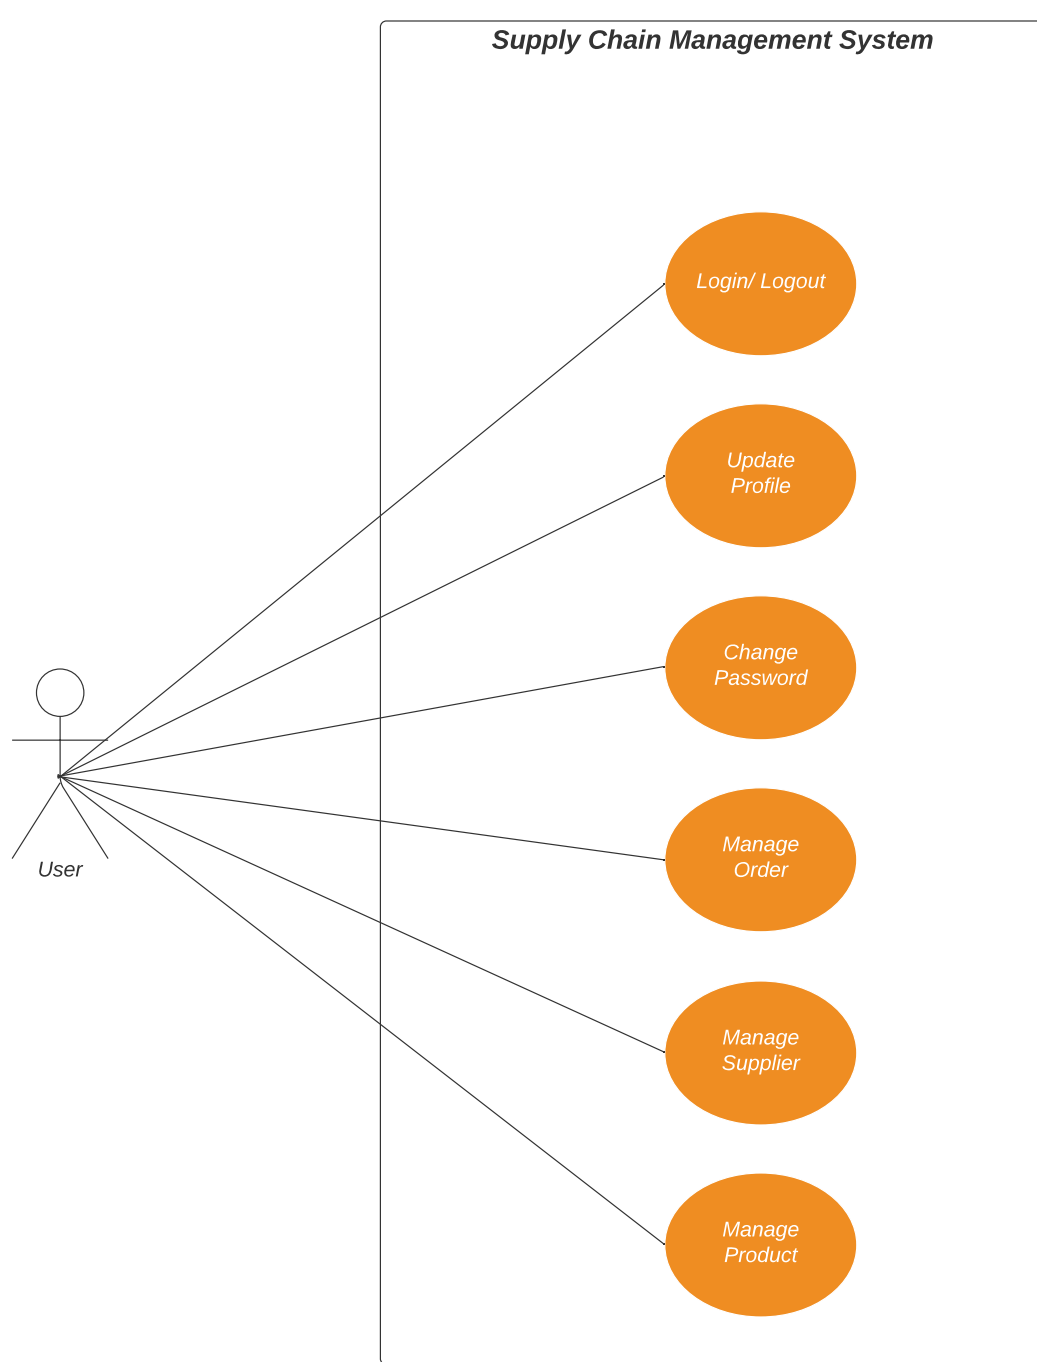 Supply Chain Management System
Login/ Logout
Update
Profile
Change
Password
User
Manage
Order
Manage
Supplier
Manage
Product